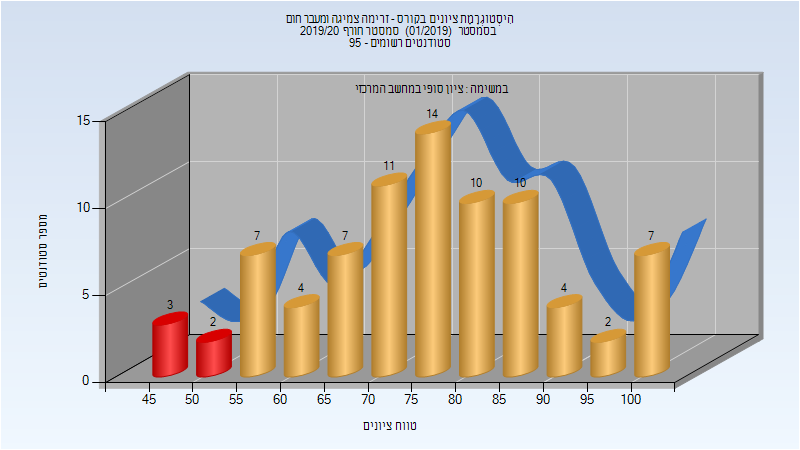 היסטוגרמת ציונים בקורס - זרימה צמיגה ומעבר חום
בסמסטר (01/2019) סמסטר חורף 2019/20
סטודנטים רשומים - 95
במשימה : ציון סופי במחשב המרכזי
מספר סטודנטים
15
10
5
0
3
2
7
4
7
11
14
10
10
4
2
7
45 50 55 60 65 70 75 80 85 90 95 100
טווח ציונים